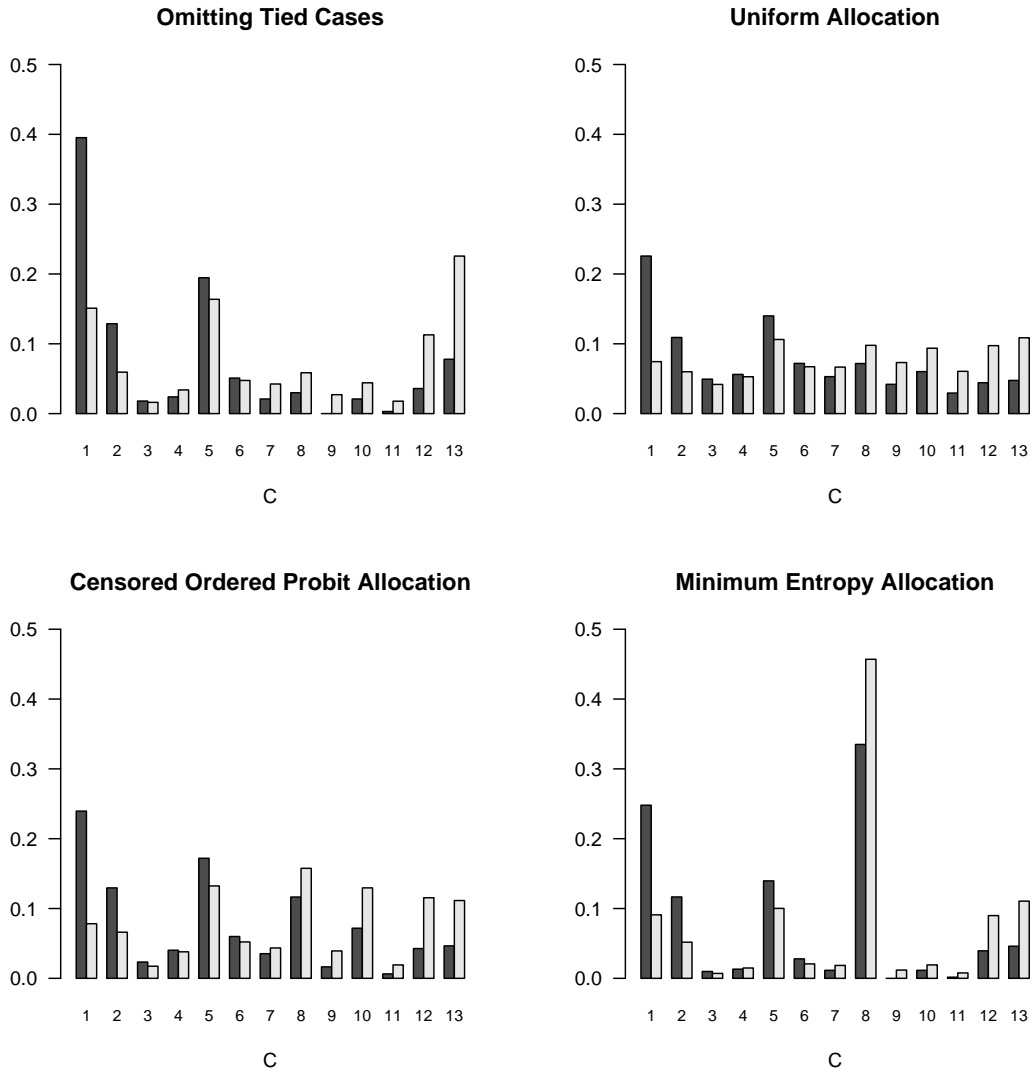 Omitting Tied Cases
0.5
0.4
0.3
0.2
0.1
0.0
1 2 3 4 5 6 7 8 9 10 11 12 13
C
Uniform Allocation
0.5
0.4
0.3
0.2
0.1
0.0
1 2 3 4 5 6 7 8 9 10 11 12 13
C
Censored Ordered Probit Allocation
0.5
0.4
0.3
0.2
0.1
0.0
1 2 3 4 5 6 7 8 9 10 11 12 13
C
Minimum Entropy Allocation
0.5
0.4
0.3
0.2
0.1
0.0
1 2 3 4 5 6 7 8 9 10 11 12 13
C